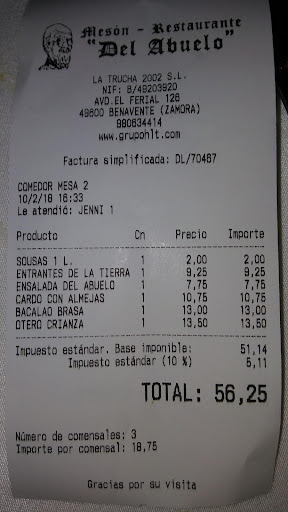 Mesón - Restaurante
"Del Abuelo"
LA TRUCHA 2002 S.L.
NIF: B/49203920
AVD.EL FERIAL 126
49600 BENAVENTE (ZAMORA)
980634414
www.grupohlt.com
Factura simplificada: DL/70467
COMEDOR MESA 2
10/2/18 16:33
Le atendió: JENNI 1
Producto Cn Precio Importe
SOUSAS 1 L. 1 2,00 2,00
ENTRANTES DE LA TIERRA 1 9,25 9,25
ENSALADA DEL ABUELO 1 7,75 7,75
CARDO CON ALMEJAS 1 10,75 10,75
BACALAO BRASA 1 13,00 13,00
OTERO CRIANZA 1 13,50 13,50
Impuesto estándar. Base imponible: 51,14
Impuesto estándar (10 %) 5,11
TOTAL: 56,25
Número de comensales: 3
Importe por comensal: 18,75
Gracias por su visita